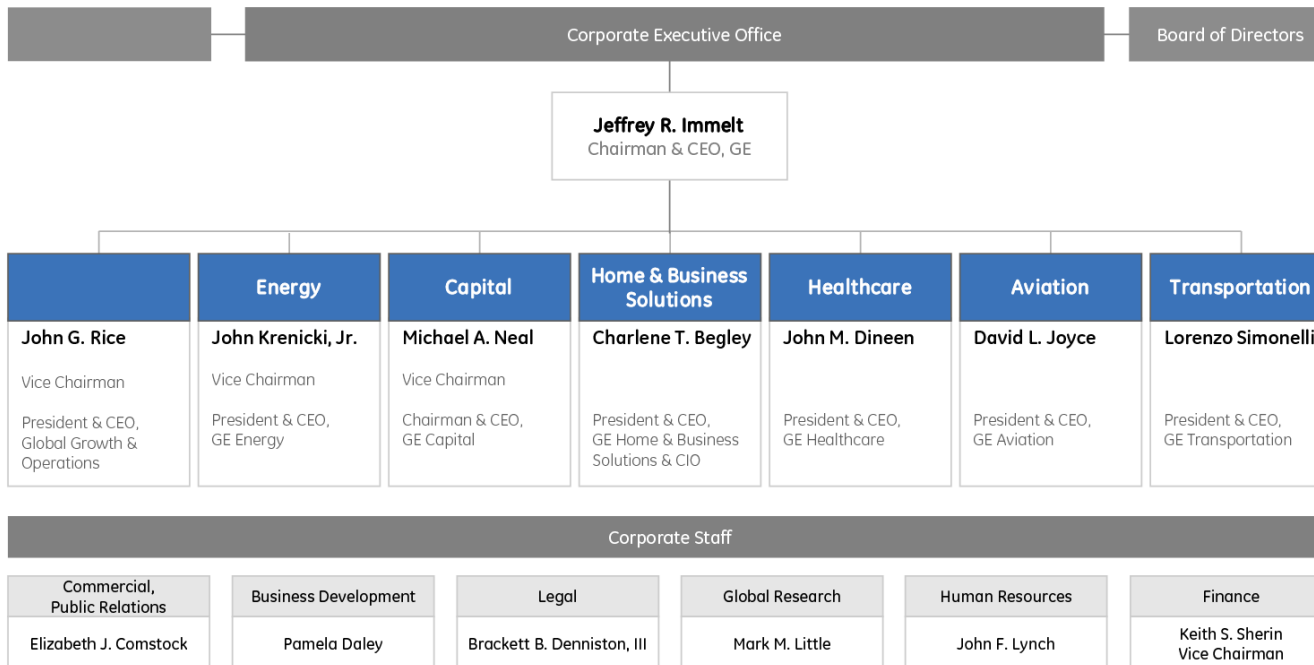 Corporate Executive Office
Board of Directors
Jeffrey R. Immelt
Chairman & CEO, GE
John G. Rice
Vice Chairman
President & CEO,
Global Growth &
Operations
Energy
John Krenicki, Jr.
Vice Chairman
President & CEO,
GE Energy
Capital
Michael A. Neal
Vice Chairman
Chairman & CEO,
GE Capital
Home & Business
Solutions
Charlene T. Begley
President & CEO,
GE Home & Business
Solutions & CIO
Healthcare
John M. Dineen
President & CEO,
GE Healthcare
Aviation
David L. Joyce
President & CEO,
GE Aviation
Transportation
Lorenzo Simonelli
President & CEO,
GE Transportation
Corporate Staff
Commercial,
Public Relations
Elizabeth J. Comstock
Business Development
Pamela Daley
Legal
Brackett B. Denniston, III
Global Research
Mark M. Little
Human Resources
John F. Lynch
Finance
Keith S. Sherin
Vice Chairman